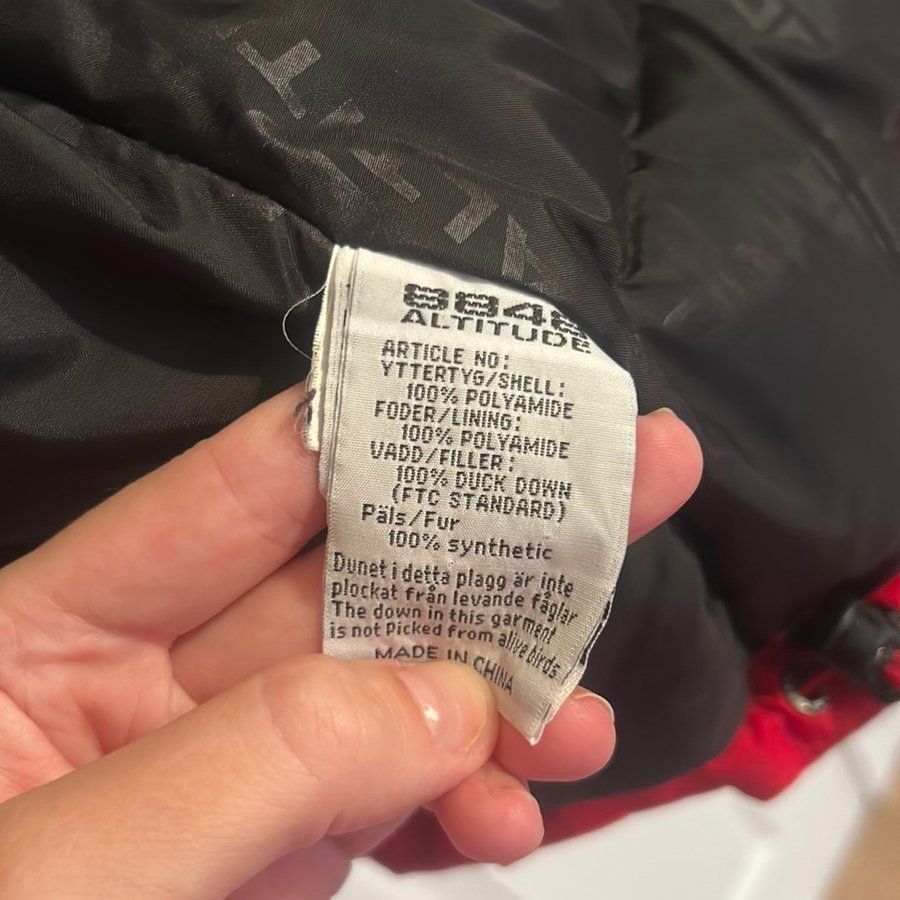 8848
ALTITUDE
ARTICLE NO:
YTTERTYG/SHELL:
100% POLYAMIDE
FODER/LINING:
100% POLYAMIDE
VADD/FILLER:
100% DUCK DOWN
(FTC STANDARD)
Päls/Fur
100% synthetic
Dunet i detta plagg är inte
plockat från levande fåglar
The down in this garment
is not Picked from alive birds
MADE IN CHINA